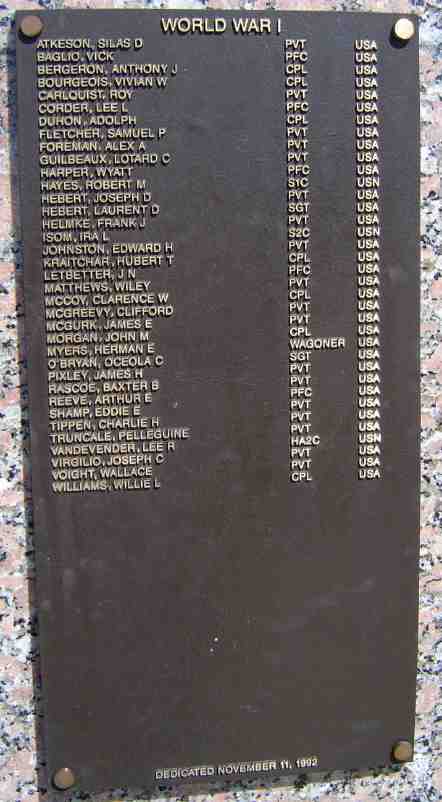 WORLD WAR I
ATKESON, SILAS D PVT USA
BAGLIO, VICK PFC USA
BERGERON, ANTHONY J CPL USA
BOURGEOIS, VIVIAN W CPL USA
CARLQUIST, ROY PVT USA
CORDER, LEE L PFC USA
DUHON, ADOLPH CPL USA
FLETCHER, SAMUEL P PVT USA
FOREMAN, ALEX A PVT USA
GUILBEAUX, LOTARD C PVT USA
HARPER, WYATT PFC USA
HAYES, ROBERT M S1C USN
HEBERT, JOSEPH D PVT USA
HEBERT, LAURENT D SGT USA
HELMKE, FRANK J PVT USA
ISOM, IRA L S2C USN
JOHNSTON, EDWARD H PVT USA
KRAITCHAR, HUBERT T CPL USA
LETBETTER, J N PFC USA
MATTHEWS, WILEY PVT USA
MCCOY, CLARENCE W CPL USA
MCGREEVY, CLIFFORD PVT USA
MCGURK, JAMES E PVT USA
MORGAN, JOHN M CPL USA
MYERS, HERMAN E WAGONER USA
O'BRYAN, OCEOLA C SGT USA
PIXLEY, JAMES H PVT USA
RASCOE, BAXTER B PVT USA
REEVE, ARTHUR E PFC USA
SHAMP, EDDIE E PVT USA
TIPPEN, CHARLIE H PVT USA
TRUNCALE, PELLEGUINE PVT USA
VANDEVENDER, LEE R HA2C USN
VIRGILIO, JOSEPH C PVT USA
VOIGHT, WALLACE PVT USA
WILLIAMS, WILLIE L CPL USA
DEDICATED NOVEMBER 11, 1992